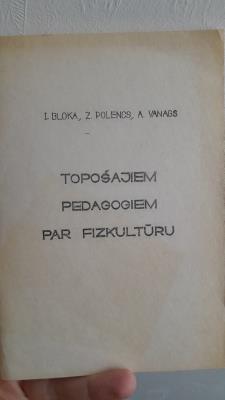 I. BLOKA, Z. POLENCS, A. VANAGS
TOPOŠAJIEM
PEDAGOGIEM
PAR FIZKULTŪRU